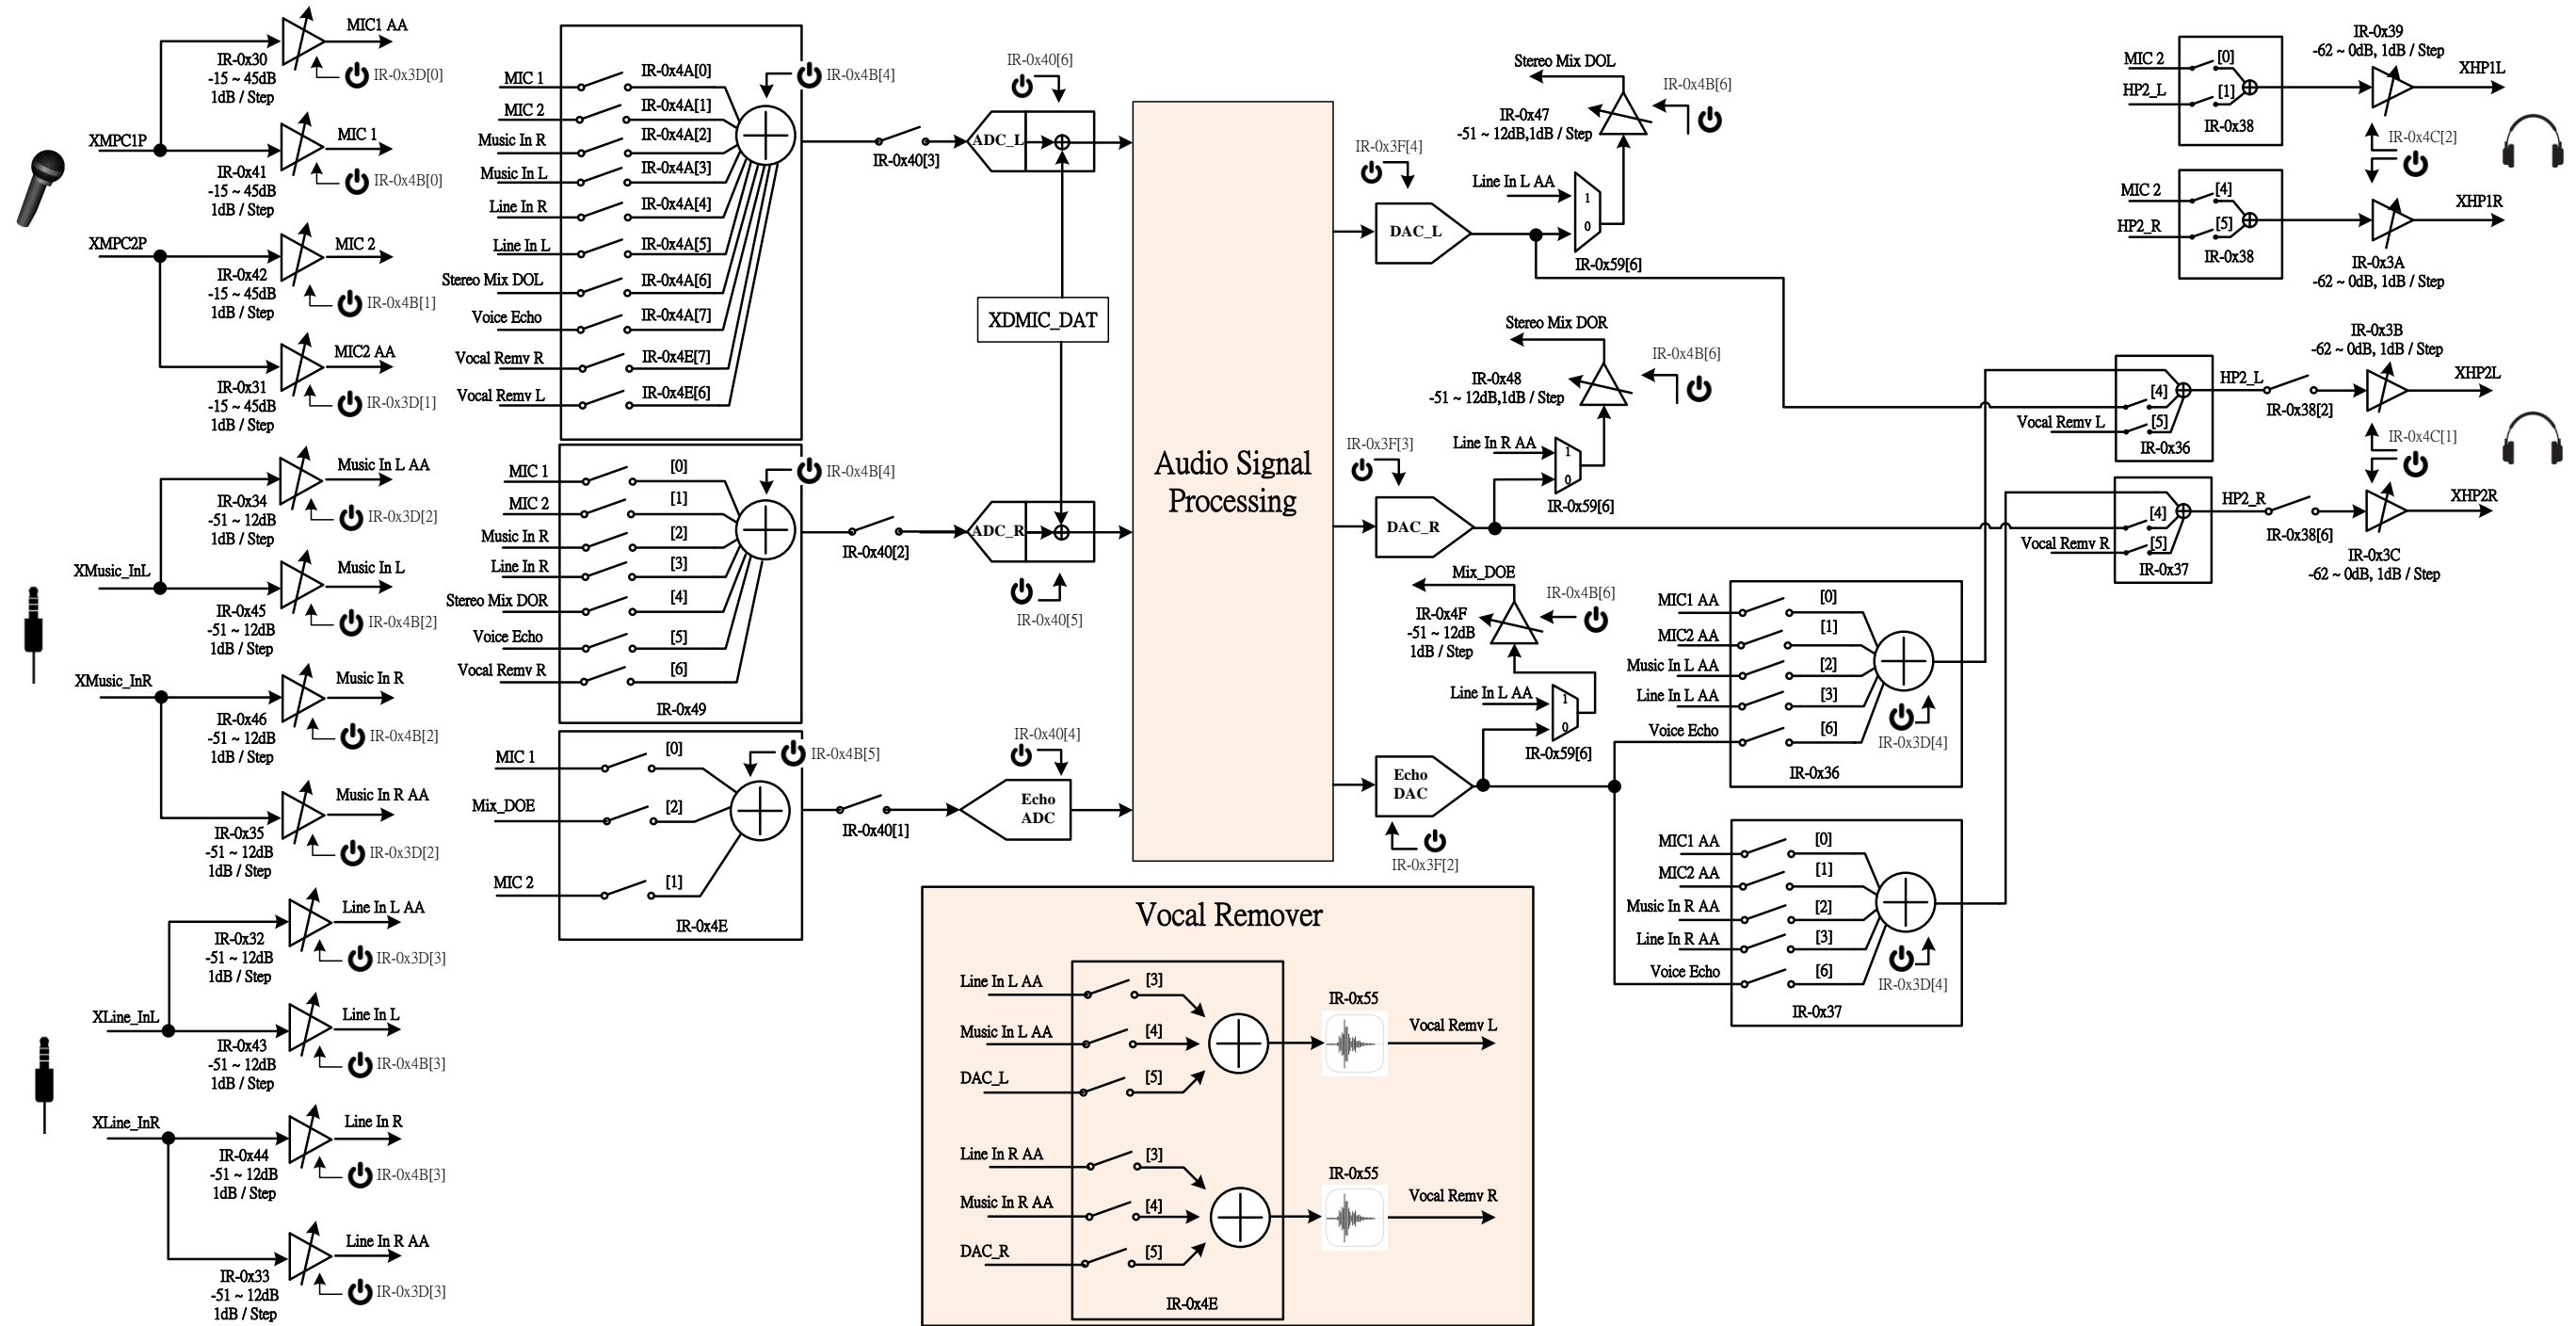 MIC1 AA
IR-0x30
-15 ~ 45dB
1dB / Step
IR-0x3D[0]
XMPC1P
MIC 1
IR-0x41
-15 ~ 45dB
1dB / Step
IR-0x4B[0]
XMPC2P
MIC 2
IR-0x42
-15 ~ 45dB
1dB / Step
IR-0x4B[1]
MIC2 AA
IR-0x31
-15 ~ 45dB
1dB / Step
IR-0x3D[1]
Music In L AA
IR-0x34
-51 ~ 12dB
1dB / Step
IR-0x3D[2]
XMusic_InL
Music In L
IR-0x45
-51 ~ 12dB
1dB / Step
IR-0x4B[2]
XMusic_InR
Music In R
IR-0x46
-51 ~ 12dB
1dB / Step
IR-0x4B[2]
Music In R AA
IR-0x35
-51 ~ 12dB
1dB / Step
IR-0x3D[2]
Line In L AA
IR-0x32
-51 ~ 12dB
1dB / Step
IR-0x3D[3]
XLine_InL
Line In L
IR-0x43
-51 ~ 12dB
1dB / Step
IR-0x4B[3]
XLine_InR
Line In R
IR-0x44
-51 ~ 12dB
1dB / Step
IR-0x4B[3]
Line In R AA
IR-0x33
-51 ~ 12dB
1dB / Step
IR-0x3D[3]
MIC 1 IR-0x4A[0]
MIC 2 IR-0x4A[1]
Music In R IR-0x4A[2]
Music In L IR-0x4A[3]
Line In R IR-0x4A[4]
Line In L IR-0x4A[5]
Stereo Mix DOL IR-0x4A[6]
Voice Echo IR-0x4A[7]
Vocal Remv R IR-0x4E[7]
Vocal Remv L IR-0x4E[6]
IR-0x4B[4]
IR-0x40[3]
MIC 1 [0]
MIC 2 [1]
Music In R [2]
Line In R [3]
Stereo Mix DOR [4]
Voice Echo [5]
Vocal Remv R [6]
IR-0x49
IR-0x4B[4]
IR-0x40[2]
MIC 1 [0]
Mix_DOE [2]
MIC 2 [1]
IR-0x4E
IR-0x4B[5]
IR-0x40[1]
IR-0x40[6]
ADC_L
XDMIC_DAT
ADC_R
IR-0x40[5]
IR-0x40[4]
Echo
ADC
Audio Signal
Processing
Vocal Remover
Line In L AA [3]
Music In L AA [4]
DAC_L [5]
IR-0x55
Vocal Remv L
Line In R AA [3]
Music In R AA [4]
DAC_R [5]
IR-0x55
Vocal Remv R
IR-0x4E
Stereo Mix DOL
IR-0x4B[6]
IR-0x47
-51 ~ 12dB,1dB / Step
IR-0x3F[4]
Line In L AA
1
0
DAC_L
IR-0x59[6]
Stereo Mix DOR
IR-0x4B[6]
IR-0x48
-51 ~ 12dB,1dB / Step
IR-0x3F[3]
Line In R AA
1
0
IR-0x59[6]
DAC_R
Mix_DOE
IR-0x4B[6]
IR-0x4F
-51 ~ 12dB
1dB / Step
Line In L AA
1
0
IR-0x59[6]
Echo
DAC
IR-0x3F[2]
MIC1 AA [0]
MIC2 AA [1]
Music In L AA [2]
Line In L AA [3]
Voice Echo [6]
IR-0x3D[4]
IR-0x36
MIC1 AA [0]
MIC2 AA [1]
Music In R AA [2]
Line In R AA [3]
Voice Echo [6]
IR-0x3D[4]
IR-0x37
MIC 2 [0]
HP2_L [1]
IR-0x38
IR-0x39
-62 ~ 0dB, 1dB / Step
XHP1L
IR-0x4C[2]
MIC 2 [4]
HP2_R [5]
IR-0x38
XHP1R
IR-0x3A
-62 ~ 0dB, 1dB / Step
IR-0x3B
-62 ~ 0dB, 1dB / Step
[4]
Vocal Remv L [5]
IR-0x36
HP2_L
IR-0x38[2]
XHP2L
IR-0x4C[1]
[4]
Vocal Remv R [5]
IR-0x37
HP2_R
IR-0x38[6]
XHP2R
IR-0x3C
-62 ~ 0dB, 1dB / Step